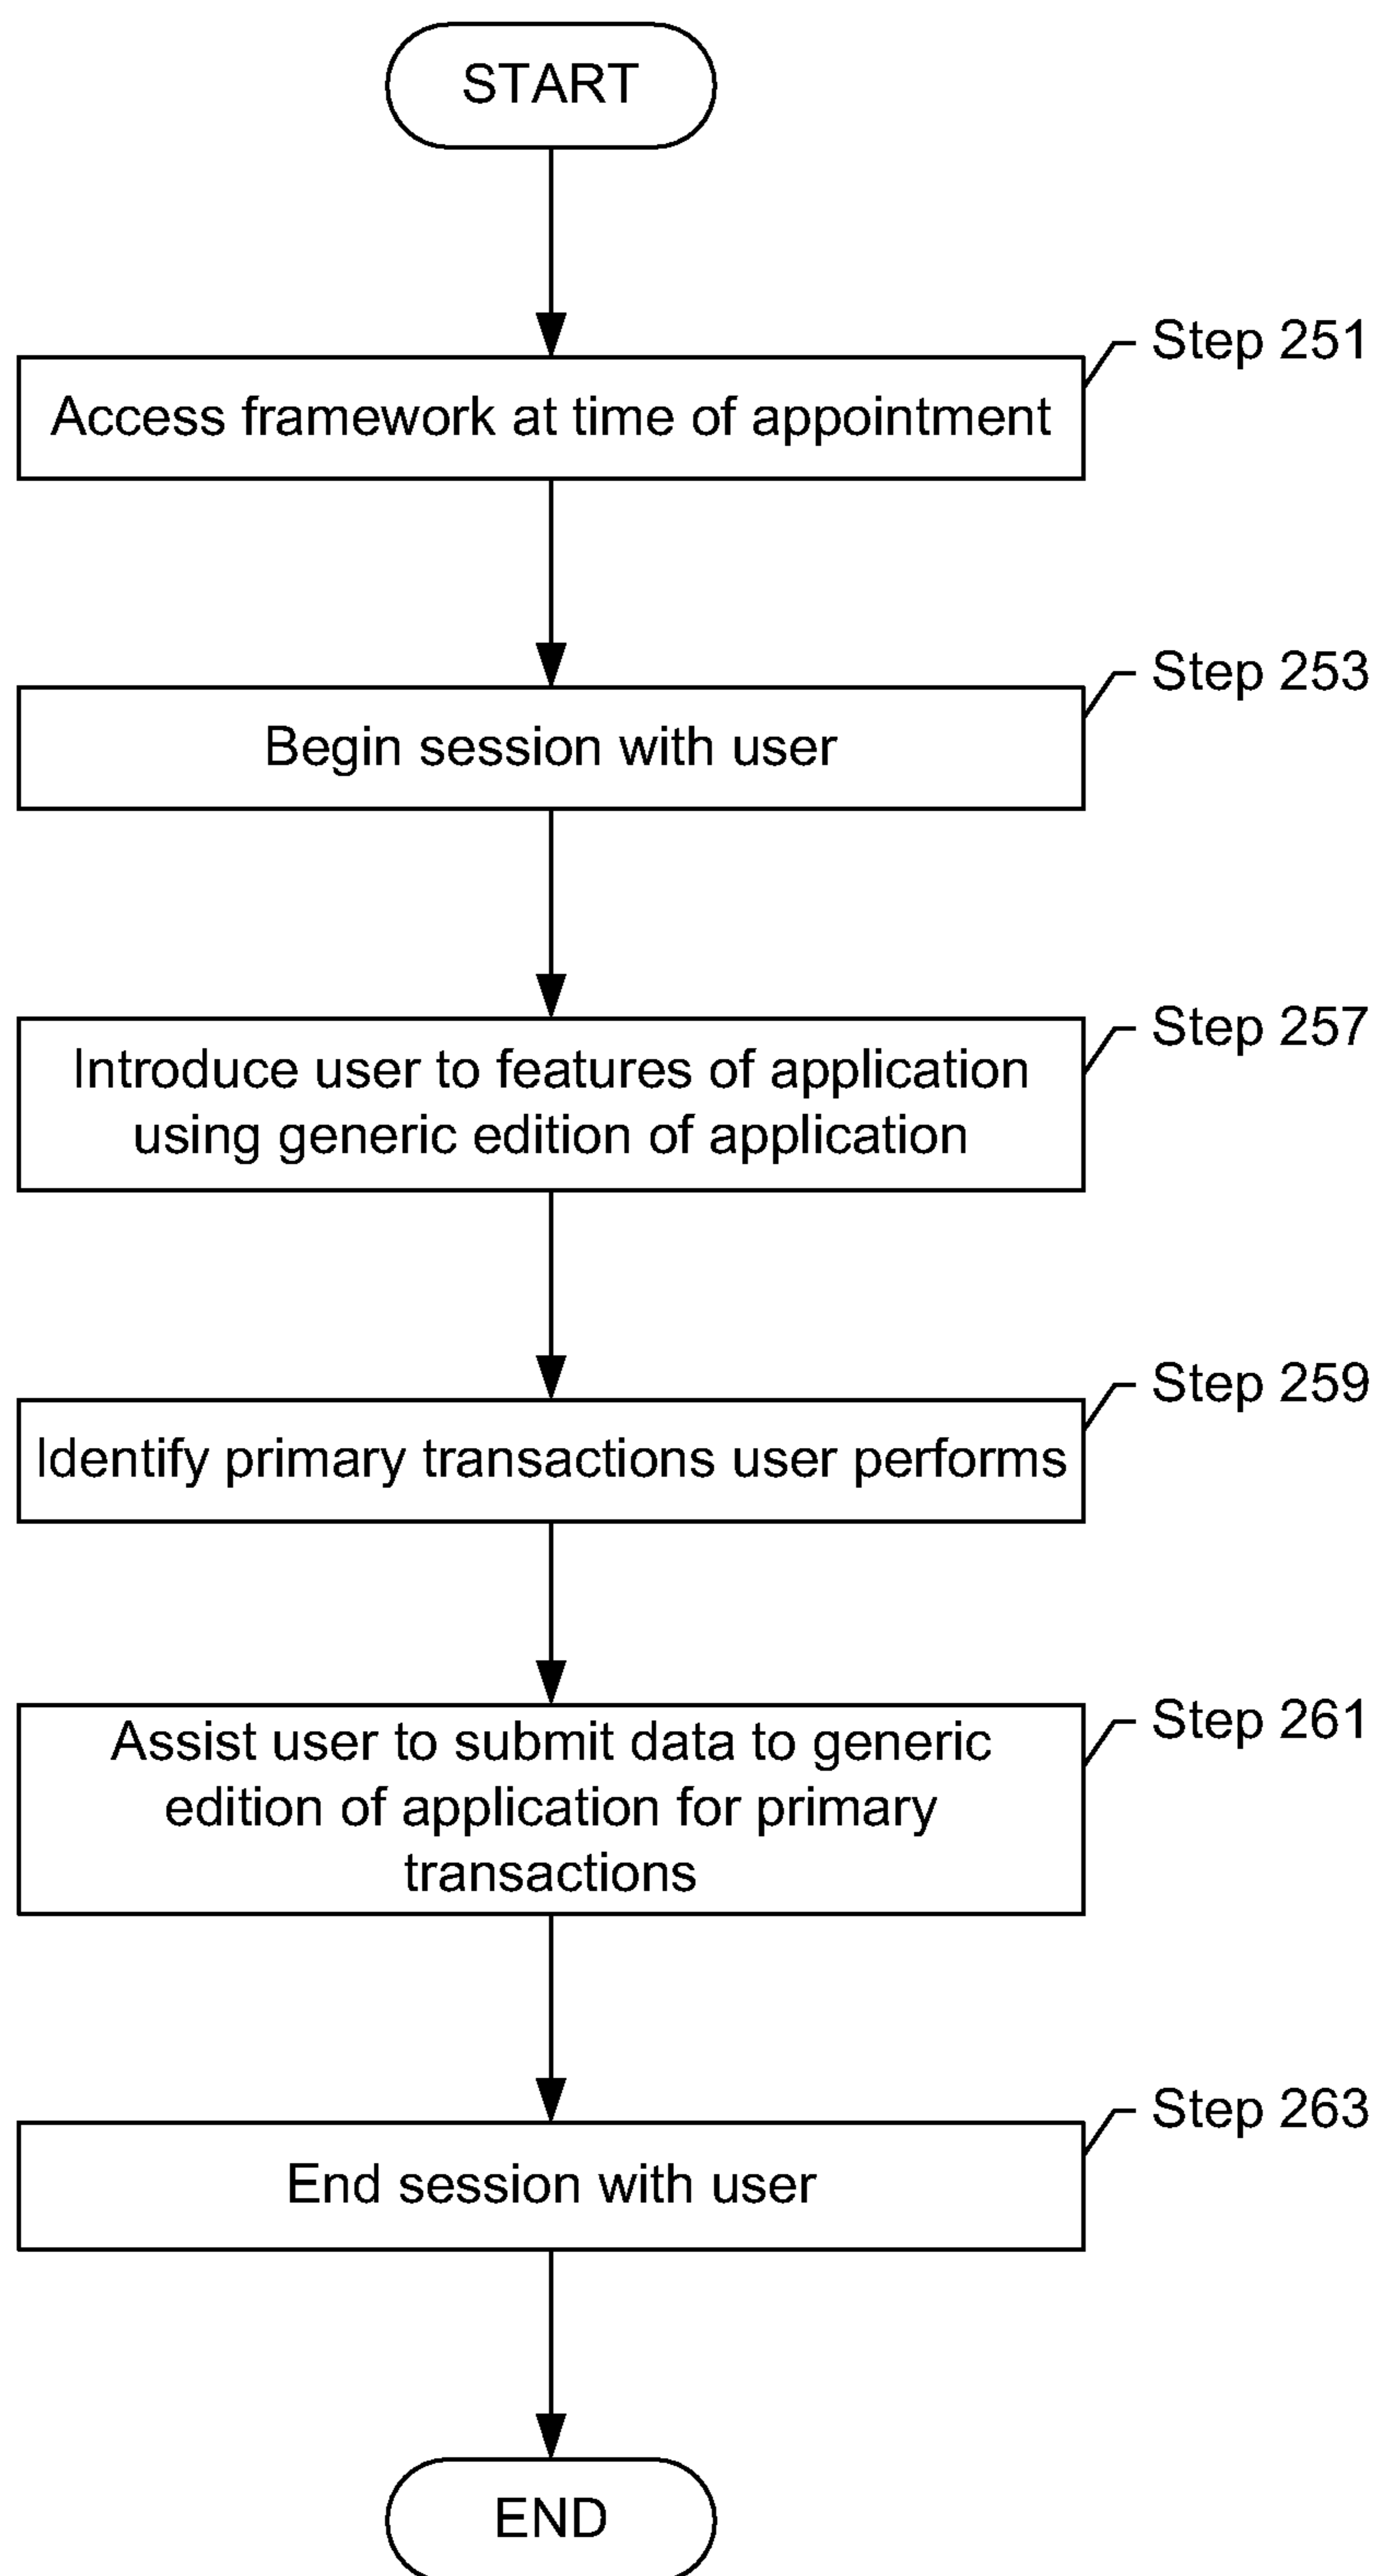 START
Step 251
Access framework at time of appointment
Step 253
Begin session with user
Step 257
Introduce user to features of application
using generic edition of application
Step 259
Identify primary transactions user performs
Step 261
Assist user to submit data to generic
edition of application for primary
transactions
Step 263
End session with user
END